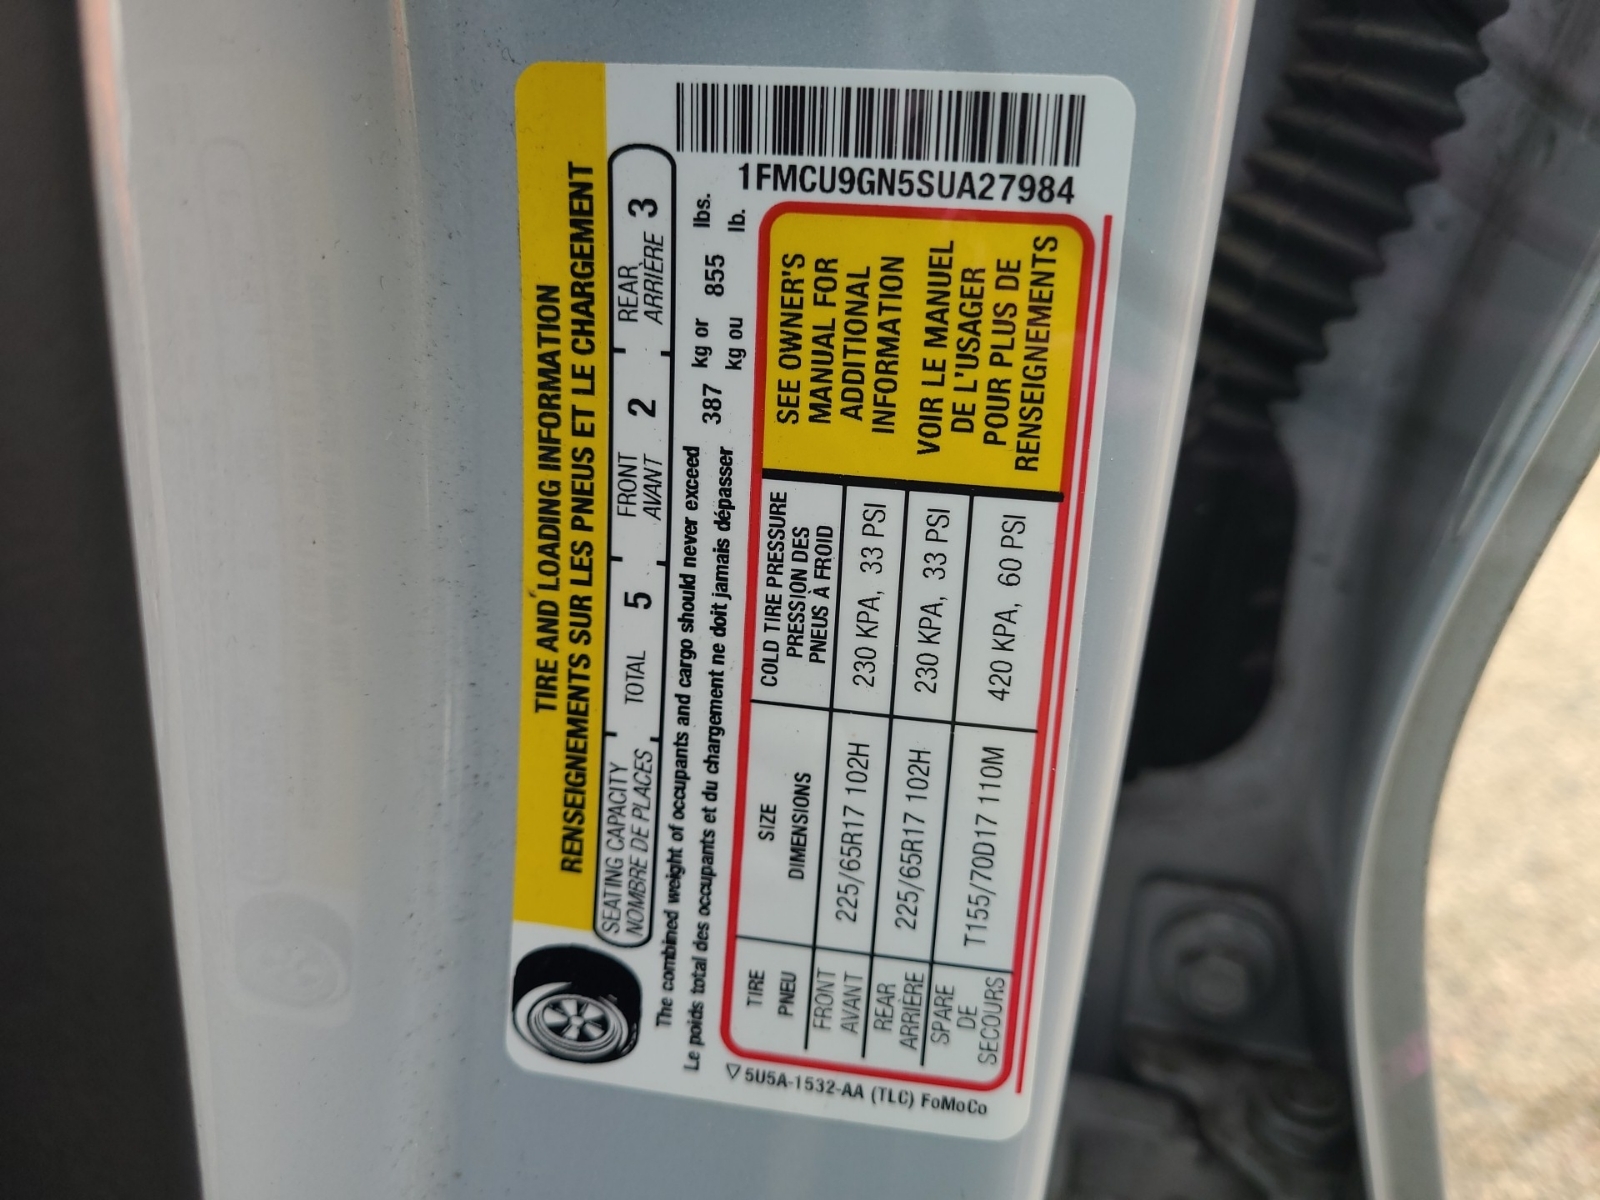 1FMCU9GN5SUA27984
TIRE AND LOADING INFORMATION
RENSEIGNEMENTS SUR LES PNEUS ET LE CHARGEMENT
SEATING CAPACITY TOTAL 5 FRONT 2 REAR 3
NOMBRE DE PLACES AVANT ARRIÈRE
The combined weight of occupants and cargo should never exceed 387 kg or 855 lbs.
Le poids total des occupants et du chargement ne doit jamais dépasser kg ou lb.
TIRE SIZE COLD TIRE PRESSURE
PNEU DIMENSIONS PRESSION DES
PNEUS À FROID
FRONT 225/65R17 102H 230 KPA, 33 PSI
AVANT
REAR 225/65R17 102H 230 KPA, 33 PSI
ARRIÈRE
SPARE T155/70D17 110M 420 KPA, 60 PSI
DE
SECOURS
SEE OWNER'S
MANUAL FOR
ADDITIONAL
INFORMATION
VOIR LE MANUEL
DE L'USAGER
POUR PLUS DE
RENSEIGNEMENTS
5U5A-1532-AA (TLC) FoMoCo